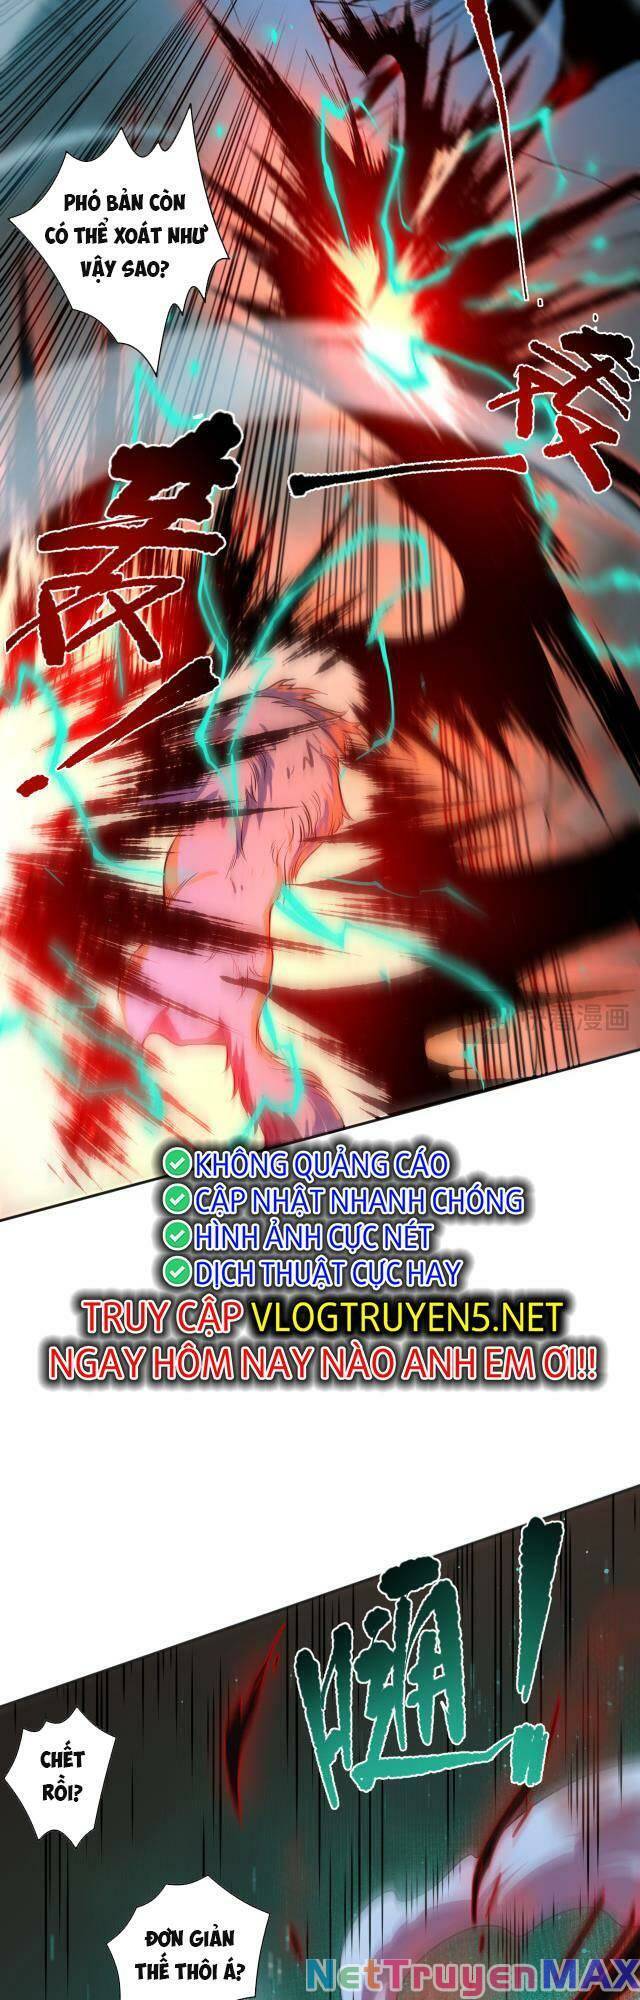 PHÓ BẢN CÒN
CÓ THỂ XOÁT NHƯ
VẬY SAO?
KHÔNG QUẢNG CÁO
CẬP NHẬT NHANH CHÓNG
HÌNH ẢNH CỰC NÉT
DỊCH THUẬT CỰC HAY
TRUY CẬP VLOGTRUYEN5.NET
NGAY HÔM NAY NÀO ANH EM ƠI!!
CHẾT
RỒI?
ĐƠN GIẢN
THẾ THÔI Á?
NETTRUYENMAX